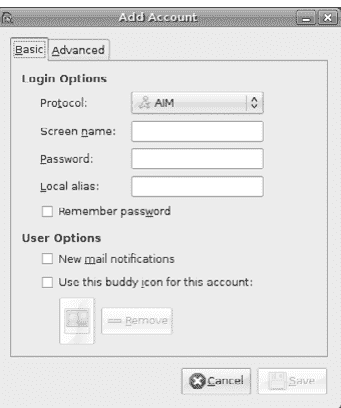 Add Account
Basic Advanced
Login Options
Protocol: AIM
Screen name:
Password:
Local alias:
Remember password
User Options
New mail notifications
Use this buddy icon for this account:
Remove
Cancel Save